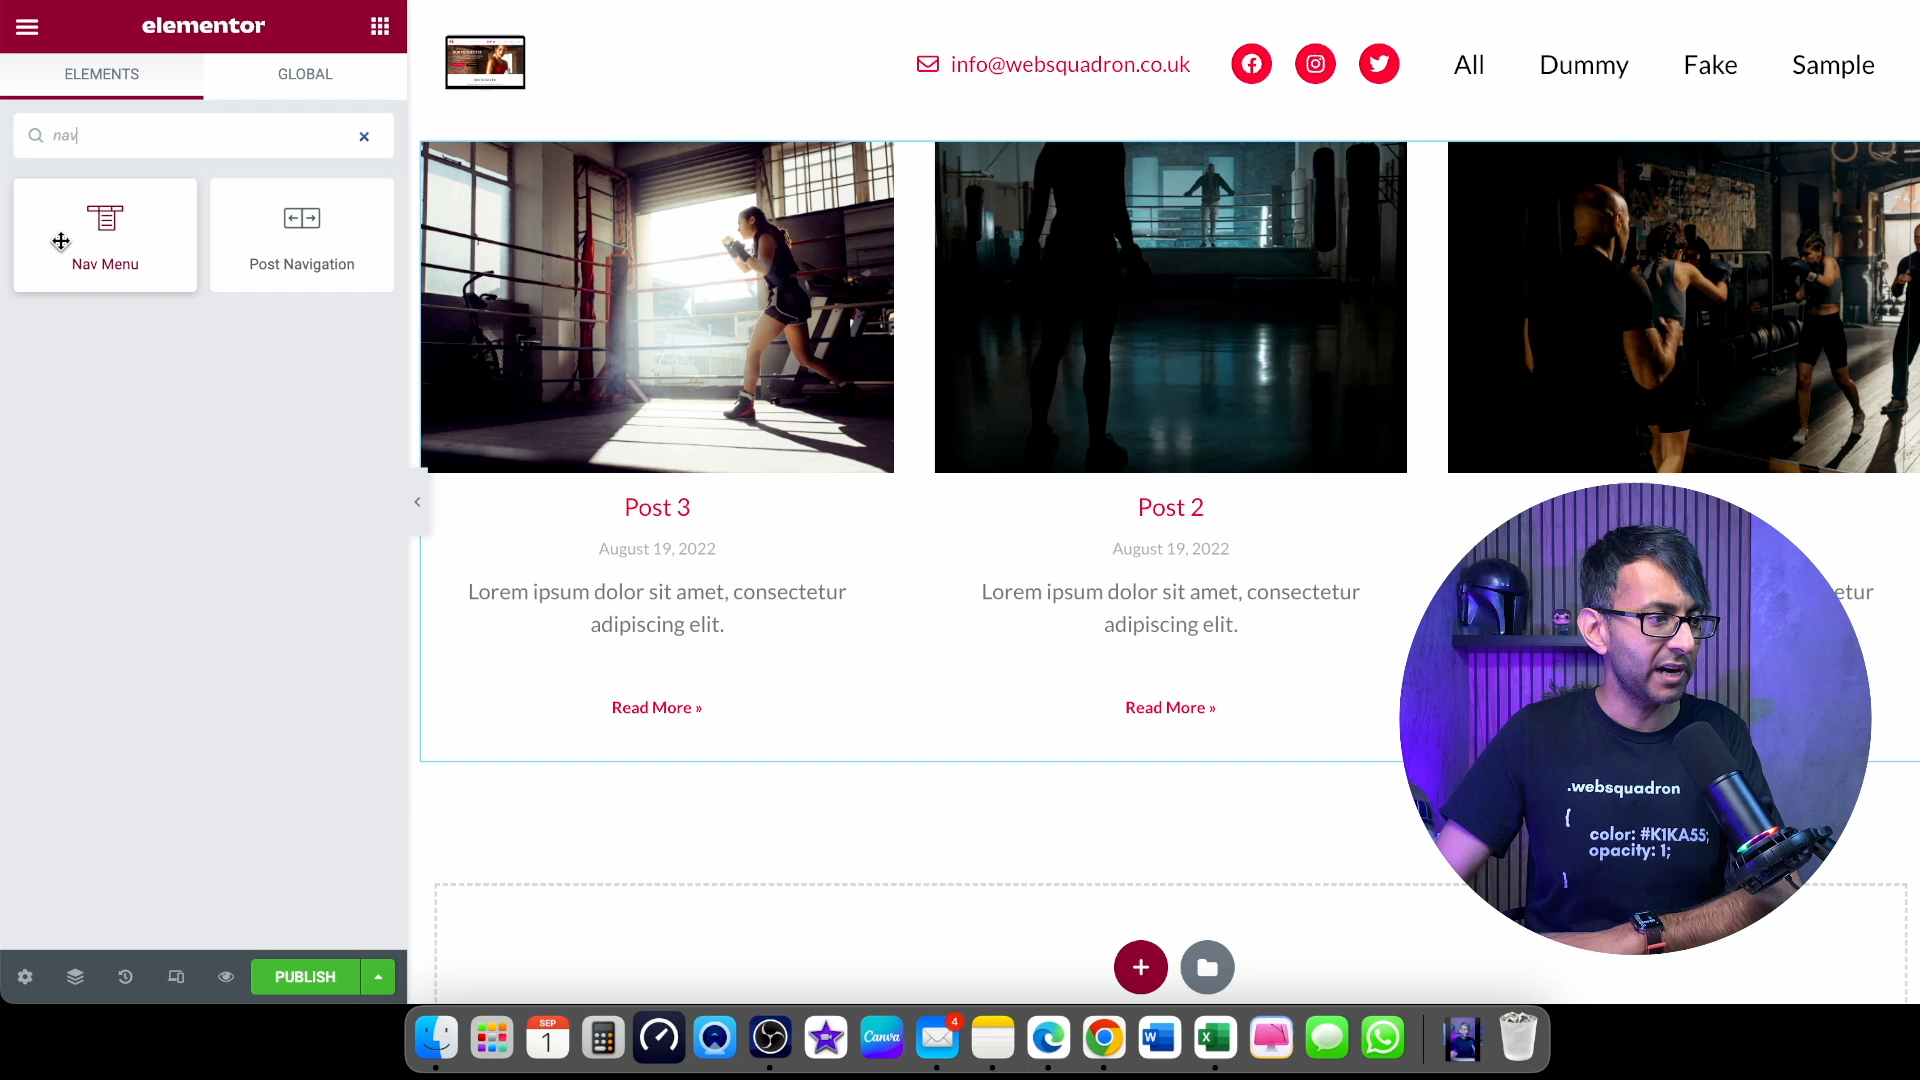 elementor
ELEMENTS
GLOBAL
nav
Nav Menu
Post Navigation
info@websquadron.co.uk
All
Dummy
Fake
Sample
Post 3
August 19, 2022
Lorem ipsum dolor sit amet, consectetur
adipiscing elit.
Read More »
Post 2
August 19, 2022
Lorem ipsum dolor sit amet, consectetur
adipiscing elit.
Read More »
etur
.websquadron
{
color: #K1KA55;
opacity: 1;
}
PUBLISH
SEP
1
Canva
4
W
X